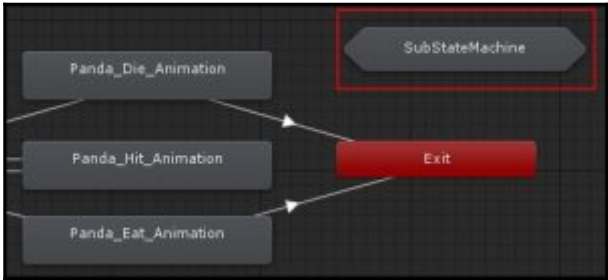 SubStateMachine
Panda_Die_Animation
Panda_Hit_Animation
Exit
Panda_Eat_Animation